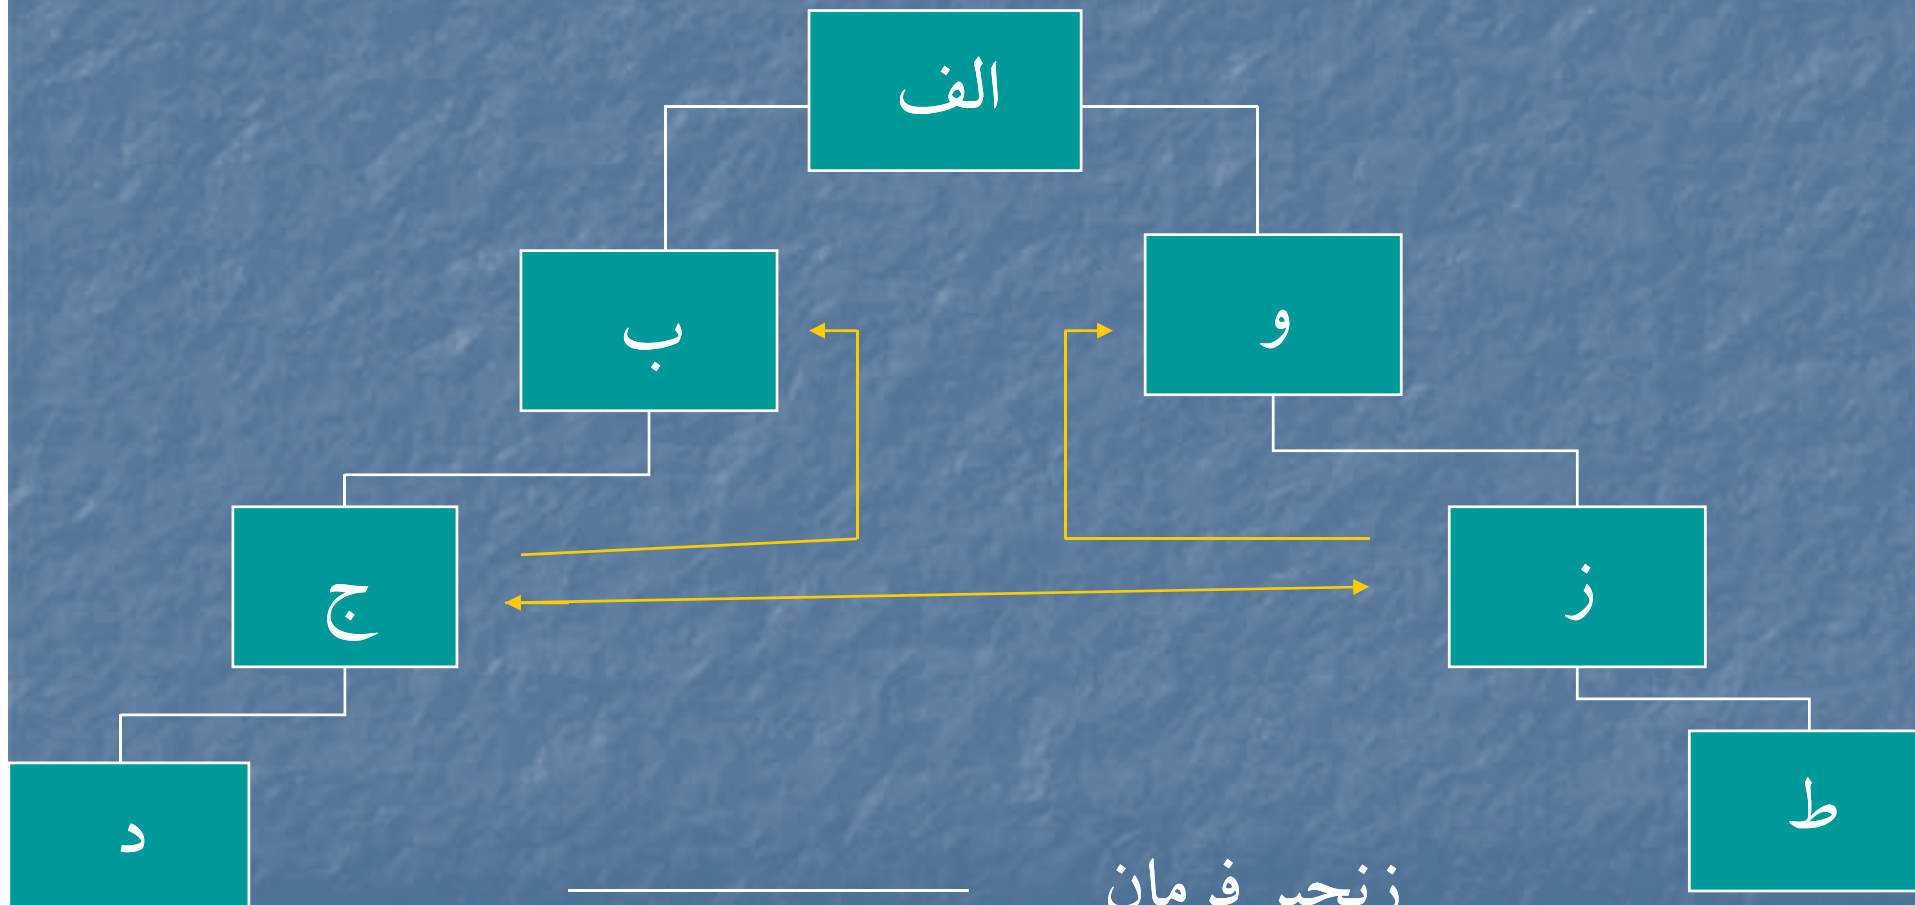 الف
و
ب
ز
ج
ط
د
زنجیر فرمان